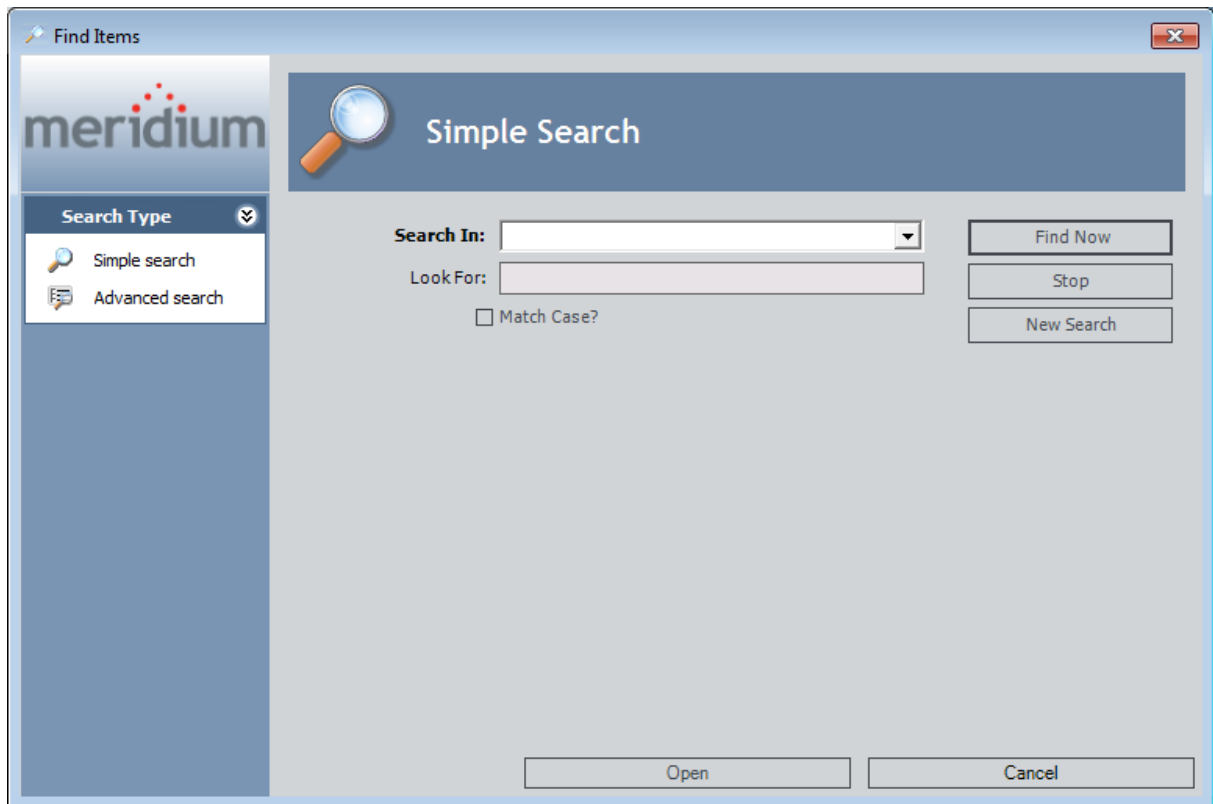 Find Items
meridium
Simple Search
Search Type
Simple search
Advanced search
Search In:
Look For:
Match Case?
Find Now
Stop
New Search
Open
Cancel